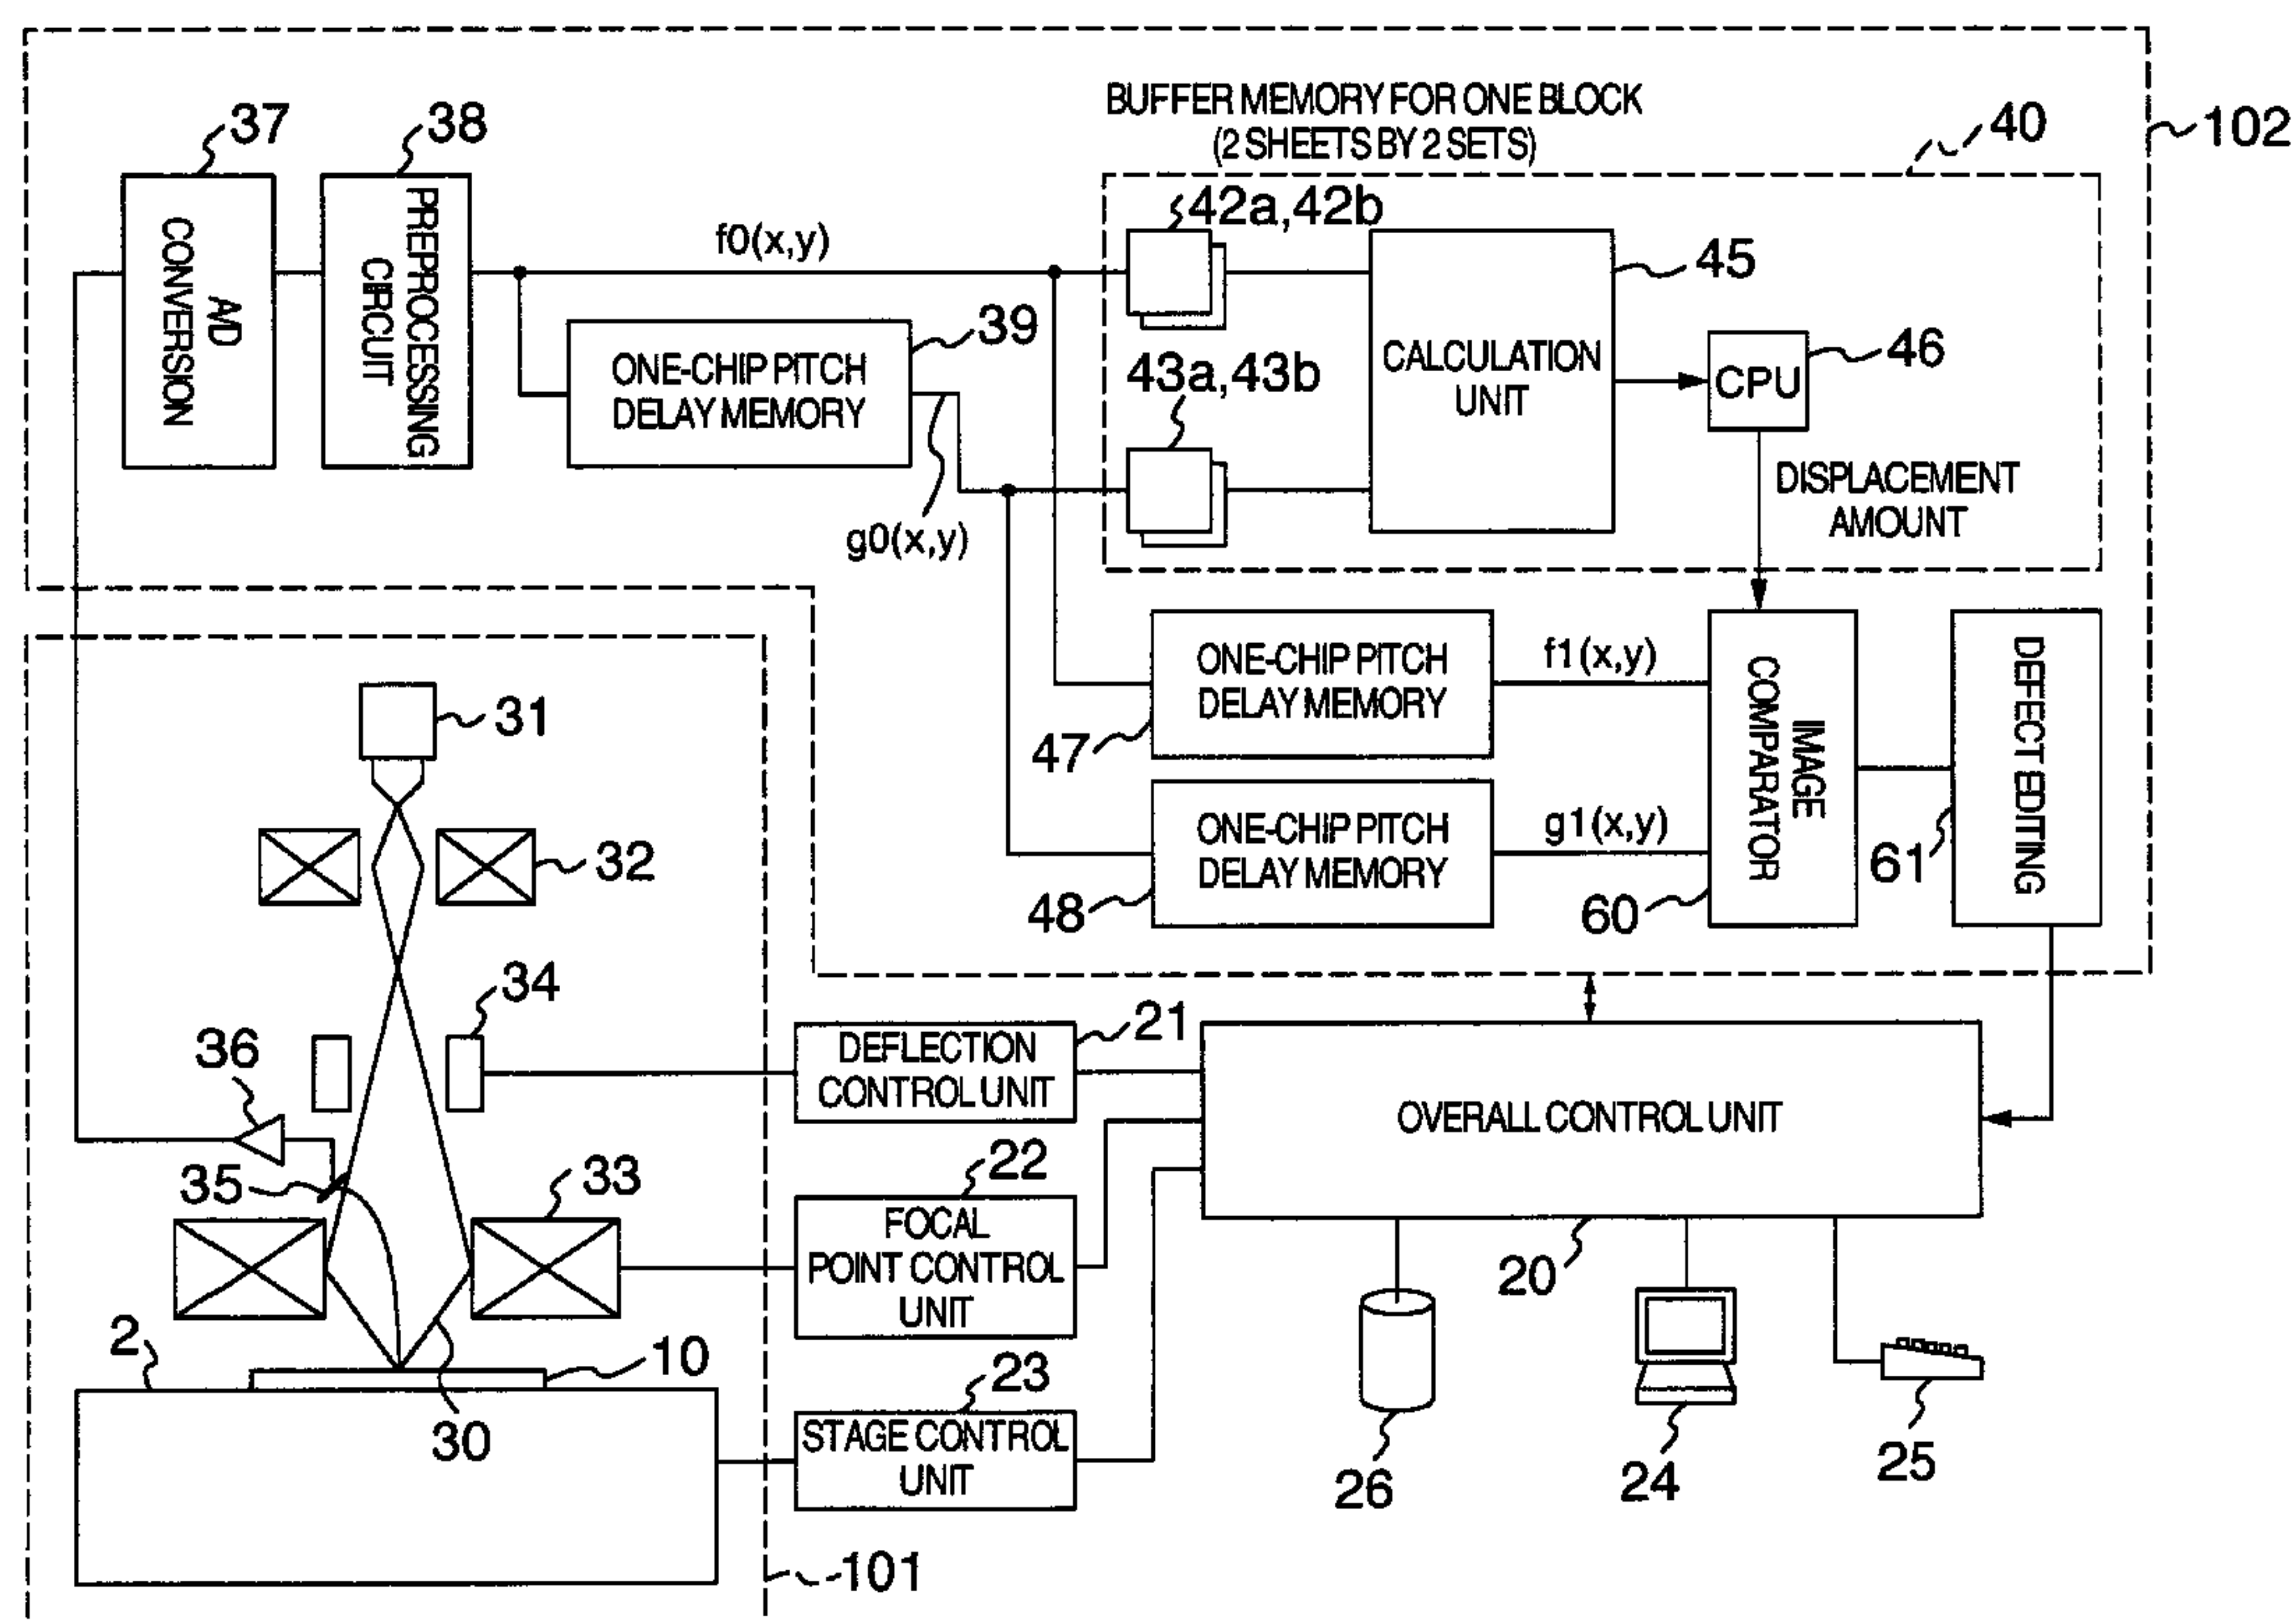 BUFFER MEMORY FOR ONE BLOCK
(2 SHEETS BY 2 SETS)
40
102
37
38
42a,42b
A/D
CONVERSION
PREPROCESSING
CIRCUIT
f0(x,y)
45
39
ONE-CHIP PITCH
DELAY MEMORY
43a,43b
CALCULATION
UNIT
46
CPU
g0(x,y)
DISPLACEMENT
AMOUNT
ONE-CHIP PITCH
DELAY MEMORY
f1(x,y)
47
IMAGE
COMPARATOR
DEFECT EDITING
ONE-CHIP PITCH
DELAY MEMORY
g1(x,y)
48
60
61
31
32
34
36
35
33
21
DEFLECTION
CONTROL UNIT
OVERALL CONTROL UNIT
22
FOCAL
POINT CONTROL
UNIT
20
2
10
30
23
STAGE CONTROL
UNIT
26
24
25
101